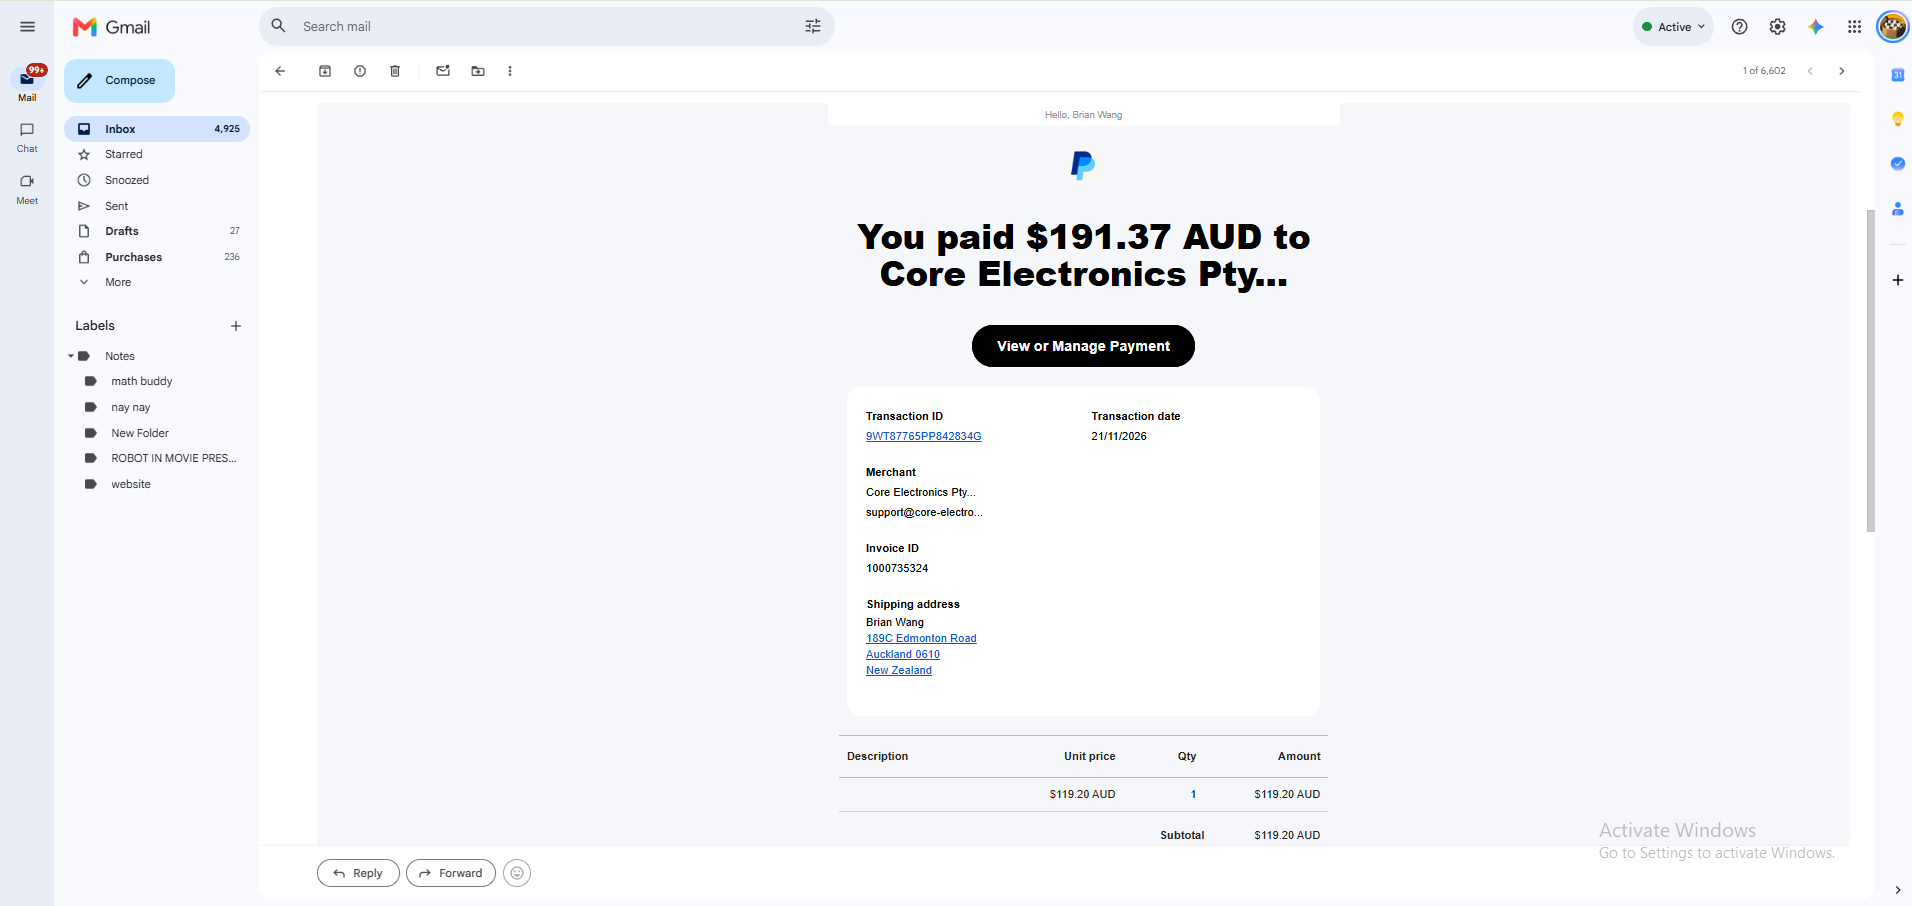 Gmail
Search mail
Active
99+
Mail
Chat
Meet
Compose
Inbox 4,925
Starred
Snoozed
Sent
Drafts 27
Purchases 236
More
Labels
Notes
math buddy
nay nay
New Folder
ROBOT IN MOVIE PRES...
website
1 of 6,602
31
Hello, Brian Wang
You paid $191.37 AUD to
Core Electronics Pty...
View or Manage Payment
Transaction ID
9WT87765PP842834G
Transaction date
21/11/2026
Merchant
Core Electronics Pty...
support@core-electro...
Invoice ID
1000735324
Shipping address
Brian Wang
189C Edmonton Road
Auckland 0610
New Zealand
Description Unit price Qty Amount
$119.20 AUD 1 $119.20 AUD
Subtotal $119.20 AUD
Reply
Forward
Activate Windows
Go to Settings to activate Windows.